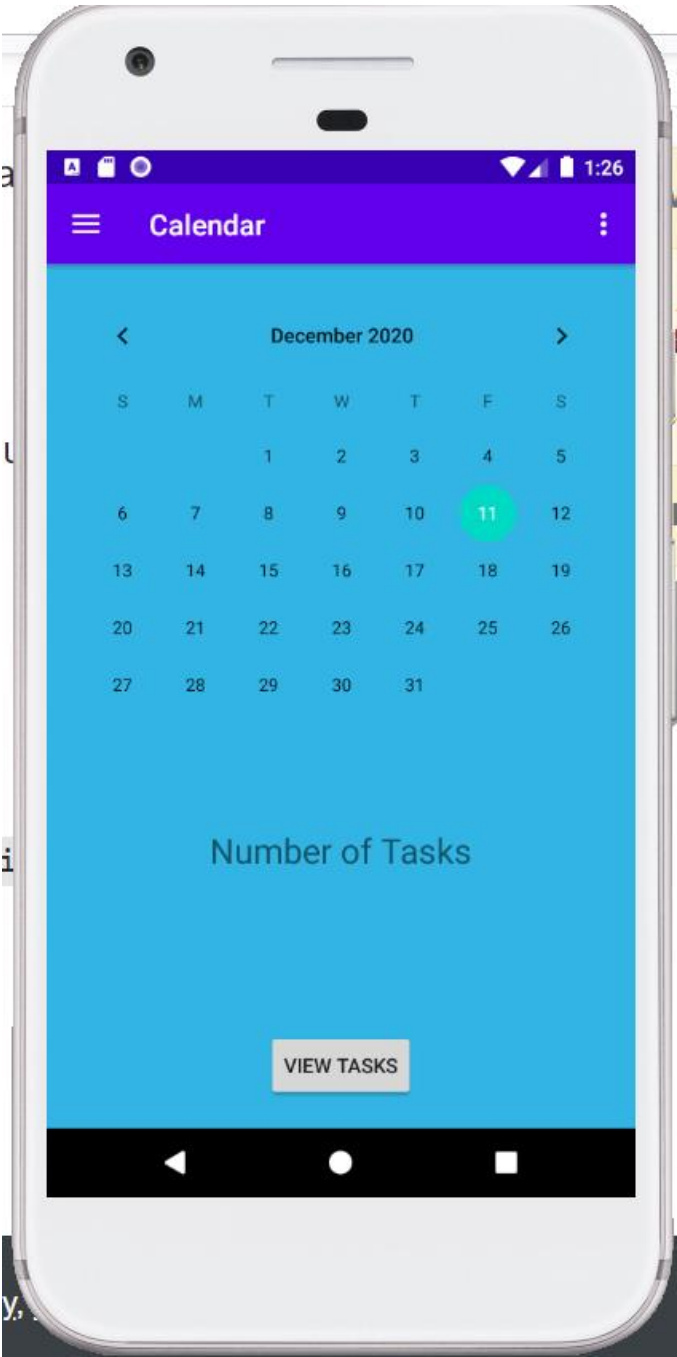 1:26
Calendar
December 2020
S M T W T F S
1 2 3 4 5
6 7 8 9 10 11 12
13 14 15 16 17 18 19
20 21 22 23 24 25 26
27 28 29 30 31
Number of Tasks
VIEW TASKS